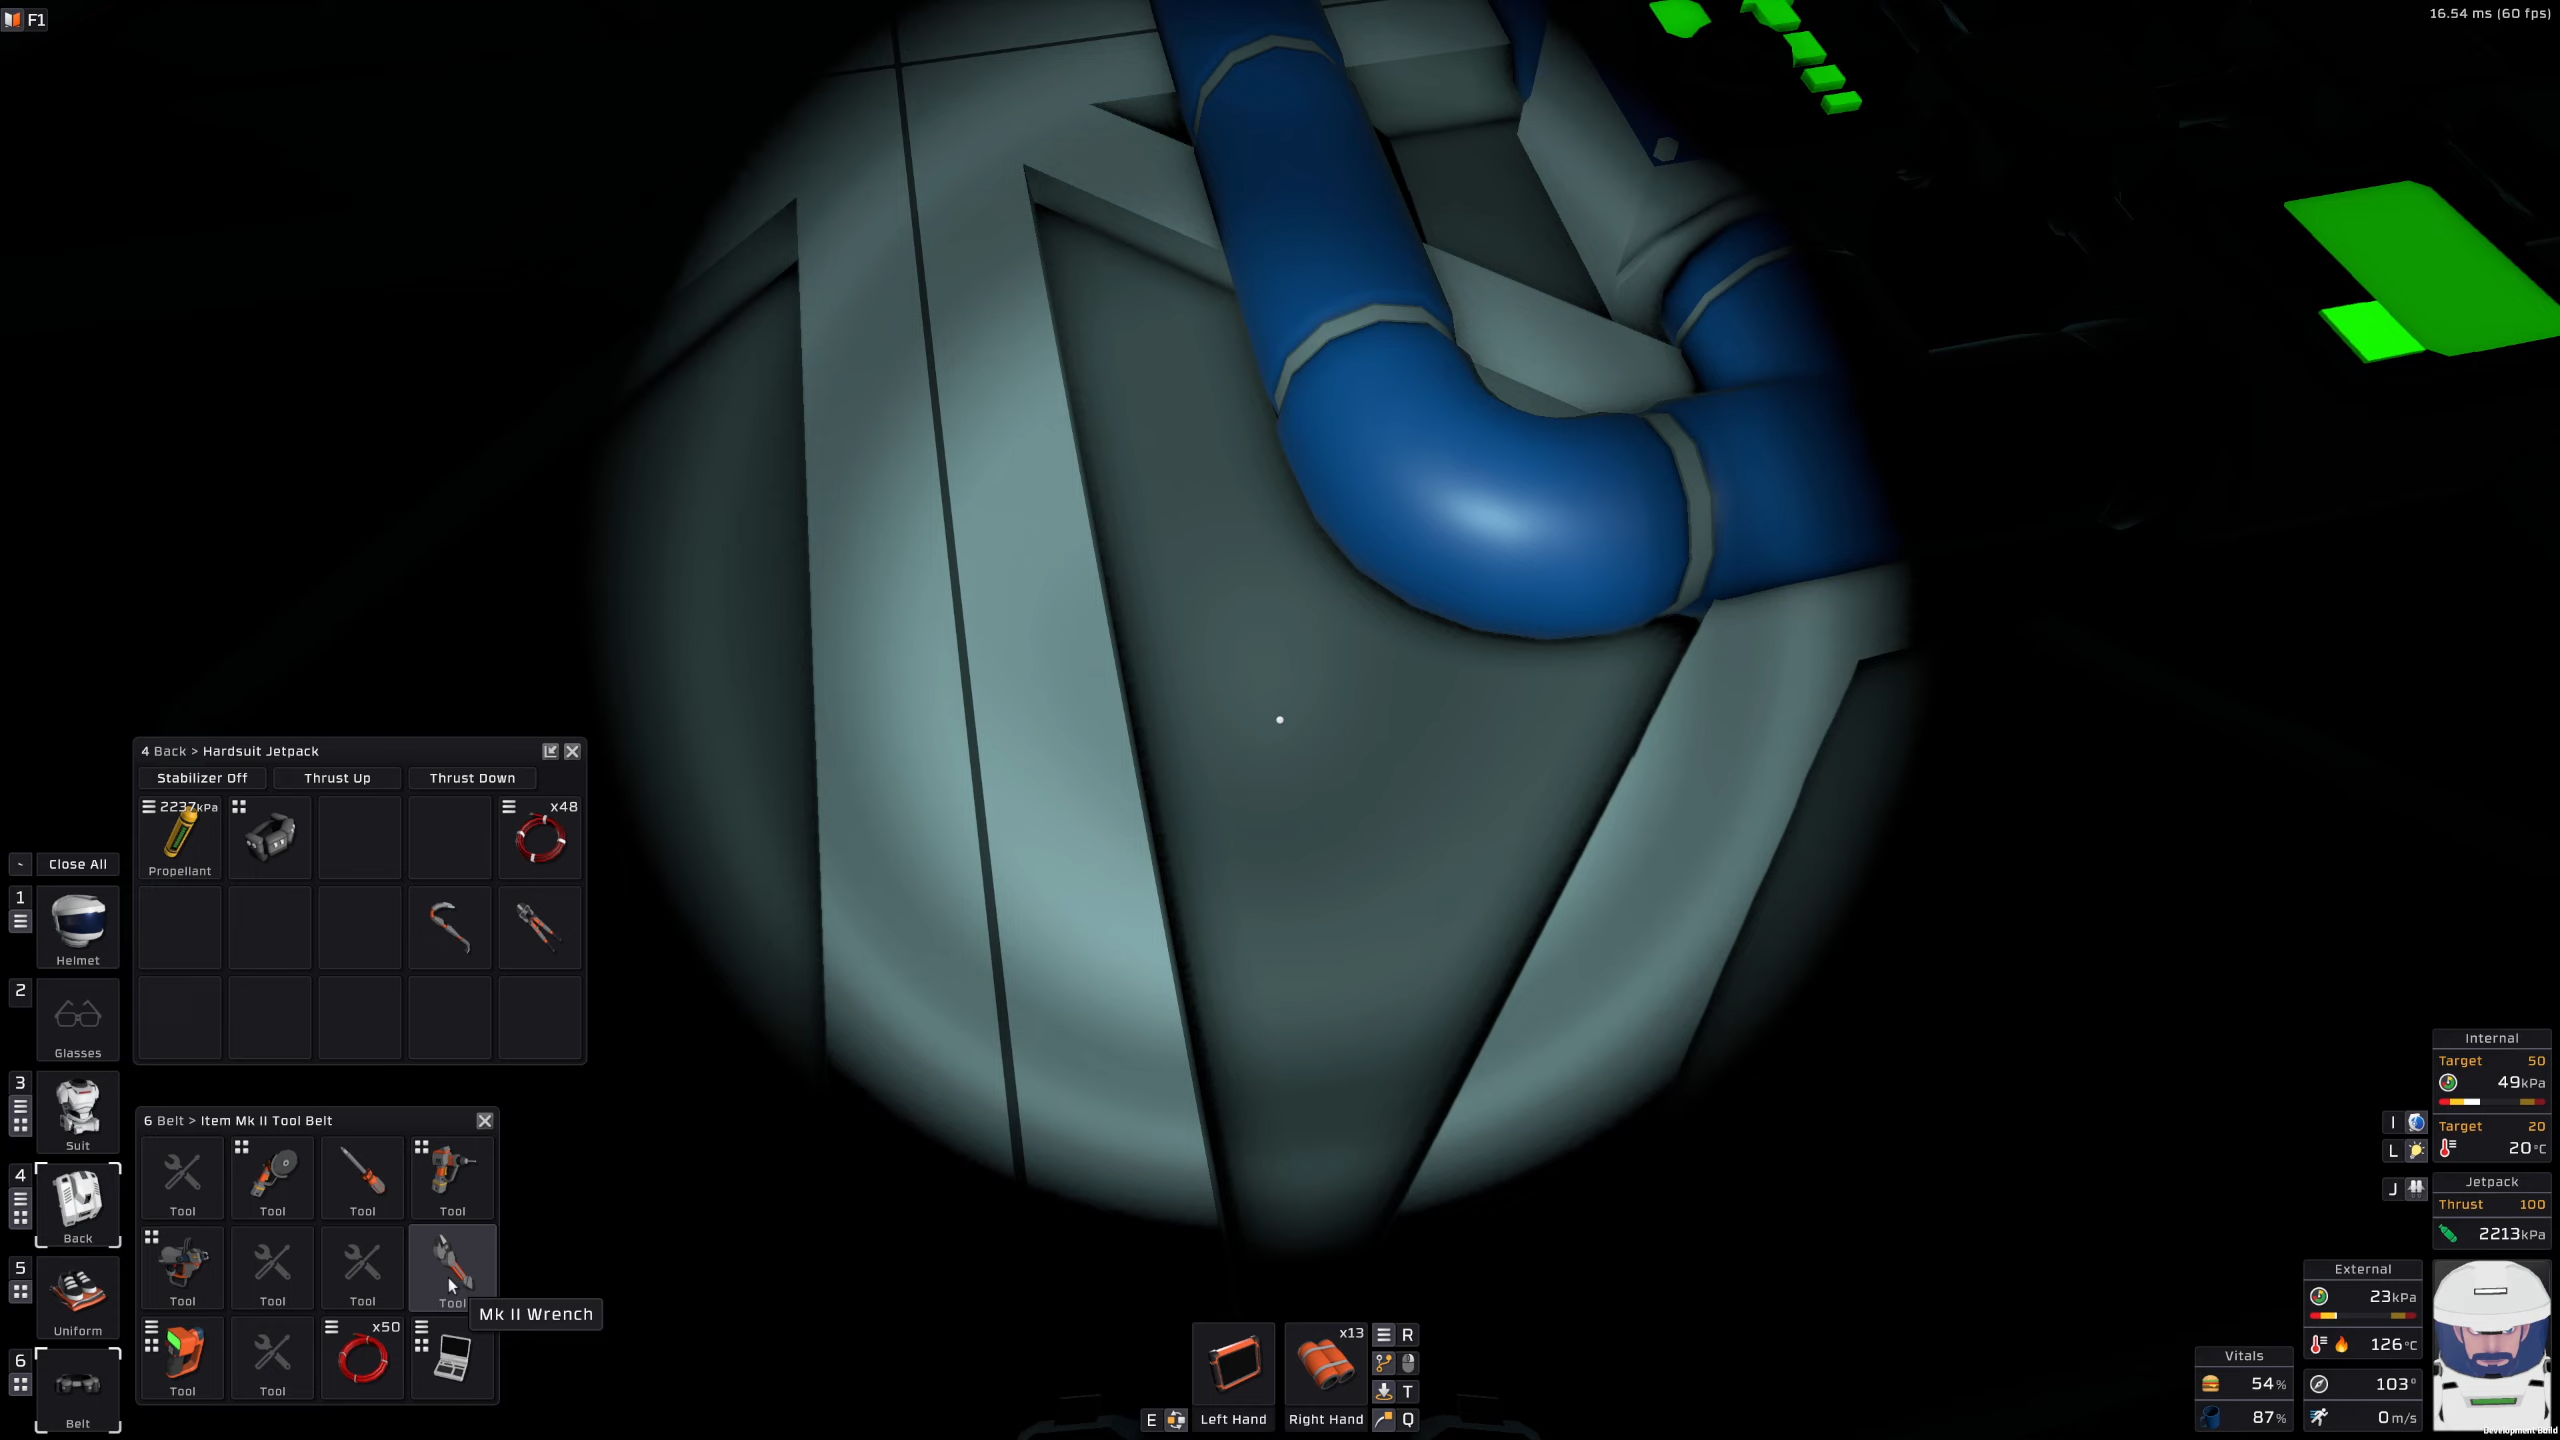 F1
16.54 ms (60 fps)
4 Back > Hardsuit Jetpack
Stabilizer Off
Thrust Up
Thrust Down
2237kPa
x48
Propellant
~
Close All
1
Helmet
2
Glasses
3
Suit
4
Back
5
Uniform
6
Belt
6 Belt > Item Mk II Tool Belt
Tool
Tool
Tool
Tool
Tool
Tool
Tool
Tool
Mk II Wrench
x50
Tool
Tool
x13
R
T
E
Left Hand
Right Hand
Q
Internal
Target 50
49kPa
Target 20
I
L
20°C
J
Jetpack
Thrust 100
2213kPa
External
23kPa
126°C
103°
0m/s
Vitals
54%
87%
Development Build